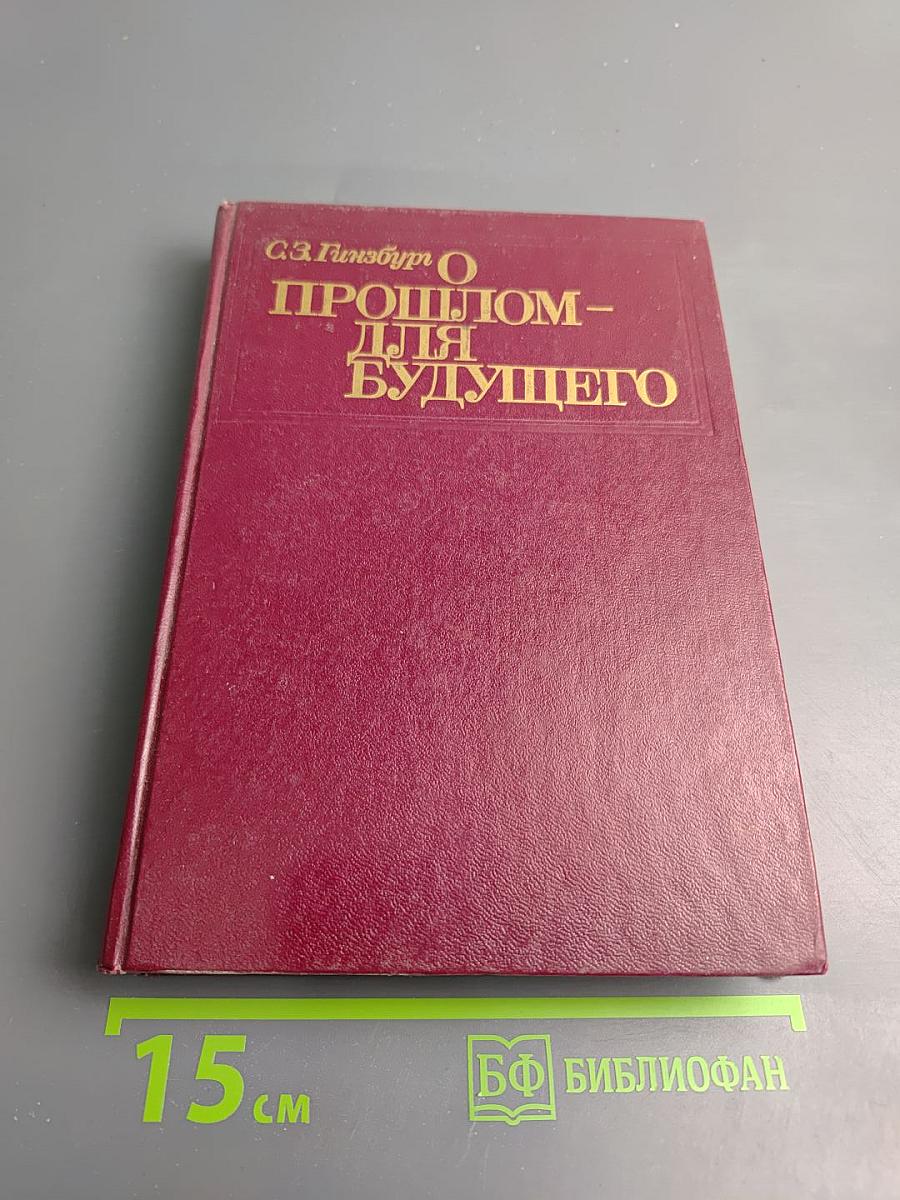 С.З. Гинзбург
О
ПРОШЛОМ –
ДЛЯ
БУДУЩЕГО
15 см
БФ БИБЛИОФАН